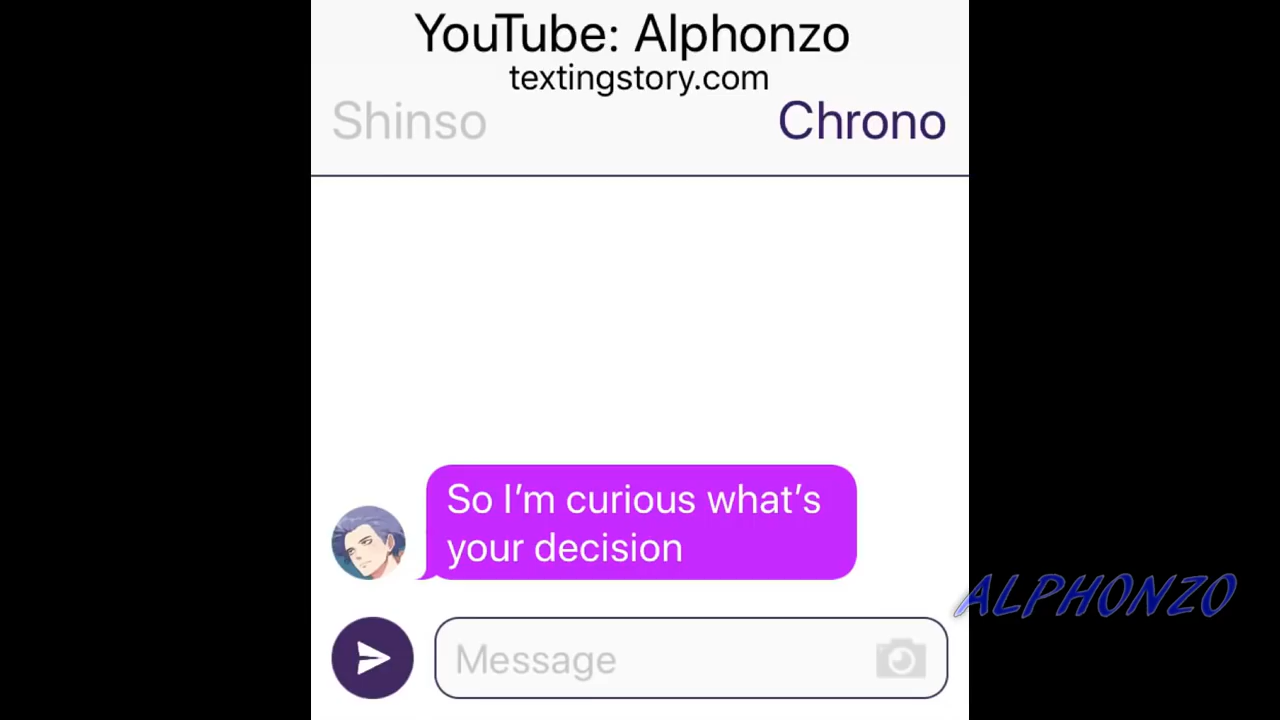 YouTube: Alphonzo
textingstory.com
Shinso
Chrono
So I’m curious what’s
your decision
ALPHONZO
Message